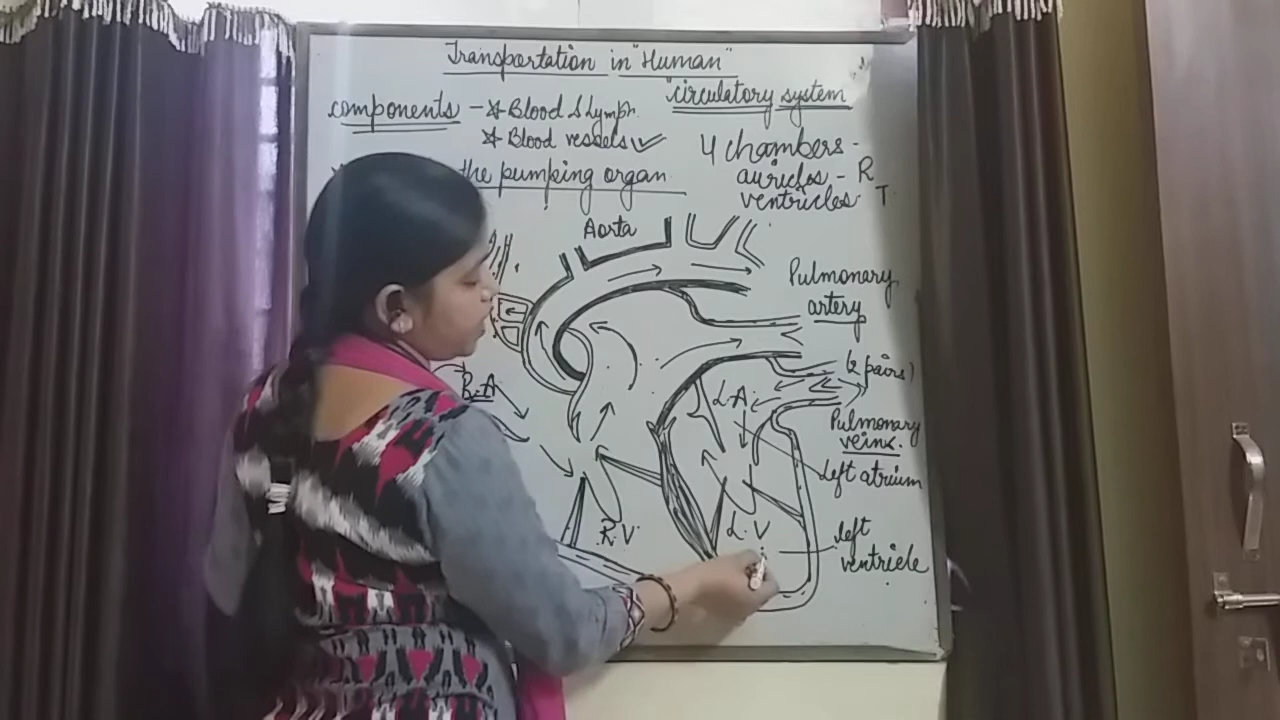 Transportation in "Human"
"circulatory system
components - * Blood & Lymph.
* Blood vessels ✓
the pumping organ
4 chambers -
auricles - R
ventricles - T
Aorta
Pulmonary
artery
(2 pairs)
Pulmonary
veins.
R.A
L.A
left atrium
R.V
L.V
left
ventricle